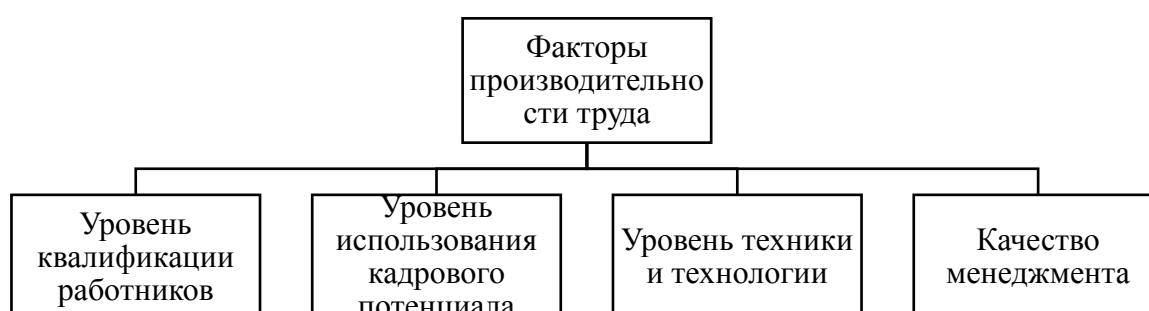 Факторы
производительно
сти труда
Уровень
квалификации
работников
Уровень
использования
кадрового
потенциала
Уровень техники
и технологии
Качество
менеджмента